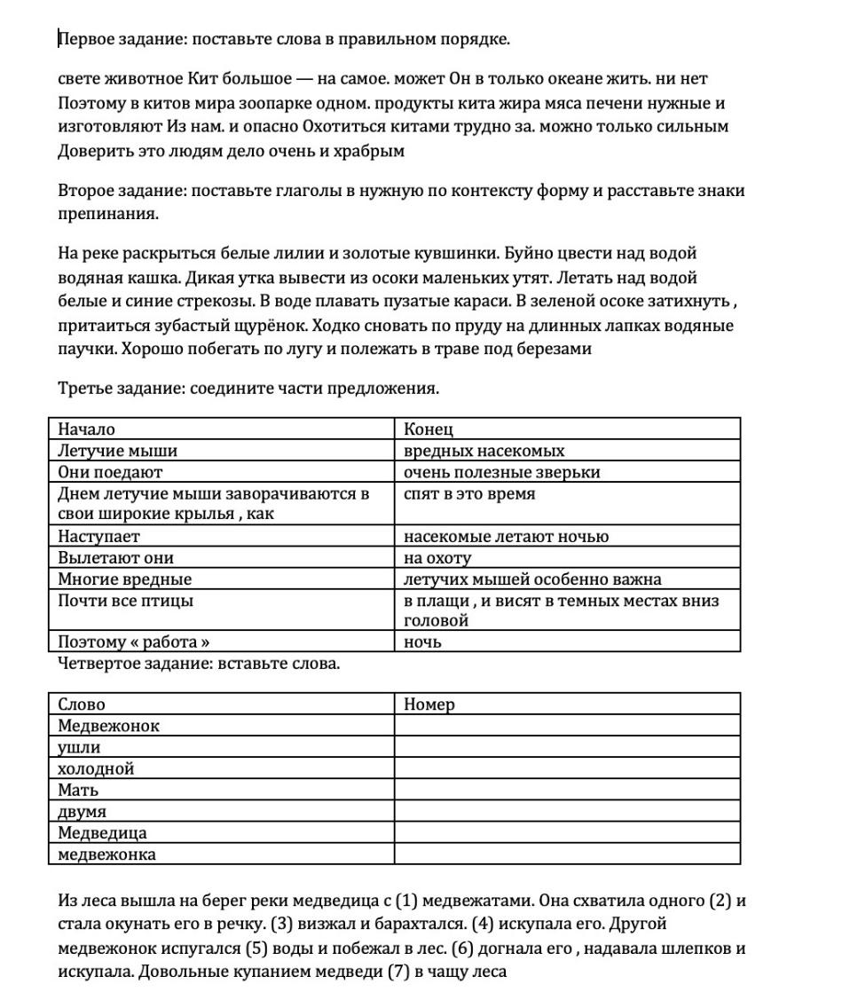 Первое задание: поставьте слова в правильном порядке.
свете животное Кит большое — на самое. может Он в только океане жить. ни нет
Поэтому в китов мира зоопарке одном. продукты кита жира мяса печени нужные и
изготовляют Из нам. и опасно Охотиться китами трудно за. можно только сильным
Доверить это людям дело очень и храбрым
Второе задание: поставьте глаголы в нужную по контексту форму и расставьте знаки
препинания.
На реке раскрыться белые лилии и золотые кувшинки. Буйно цвести над водой
водяная кашка. Дикая утка вывести из осоки маленьких утят. Летать над водой
белые и синие стрекозы. В воде плавать пузатые караси. В зеленой осоке затихнуть ,
притаиться зубастый щурёнок. Ходко сновать по пруду на длинных лапках водяные
паучки. Хорошо побегать по лугу и полежать в траве под березами
Третье задание: соедините части предложения.
Начало Конец
Летучие мыши вредных насекомых
Они поедают очень полезные зверьки
Днем летучие мыши заворачиваются в спят в это время
свои широкие крылья , как
Наступает насекомые летают ночью
Вылетают они на охоту
Многие вредные летучих мышей особенно важна
Почти все птицы в плащи , и висят в темных местах вниз
головой
Поэтому « работа » ночь
Четвертое задание: вставьте слова.
Слово Номер
Медвежонок
ушли
холодной
Мать
двумя
Медведица
медвежонка
Из леса вышла на берег реки медведица с (1) медвежатами. Она схватила одного (2) и
стала окунать его в речку. (3) визжал и барахтался. (4) искупала его. Другой
медвежонок испугался (5) воды и побежал в лес. (6) догнала его , надавала шлепков и
искупала. Довольные купанием медведи (7) в чащу леса